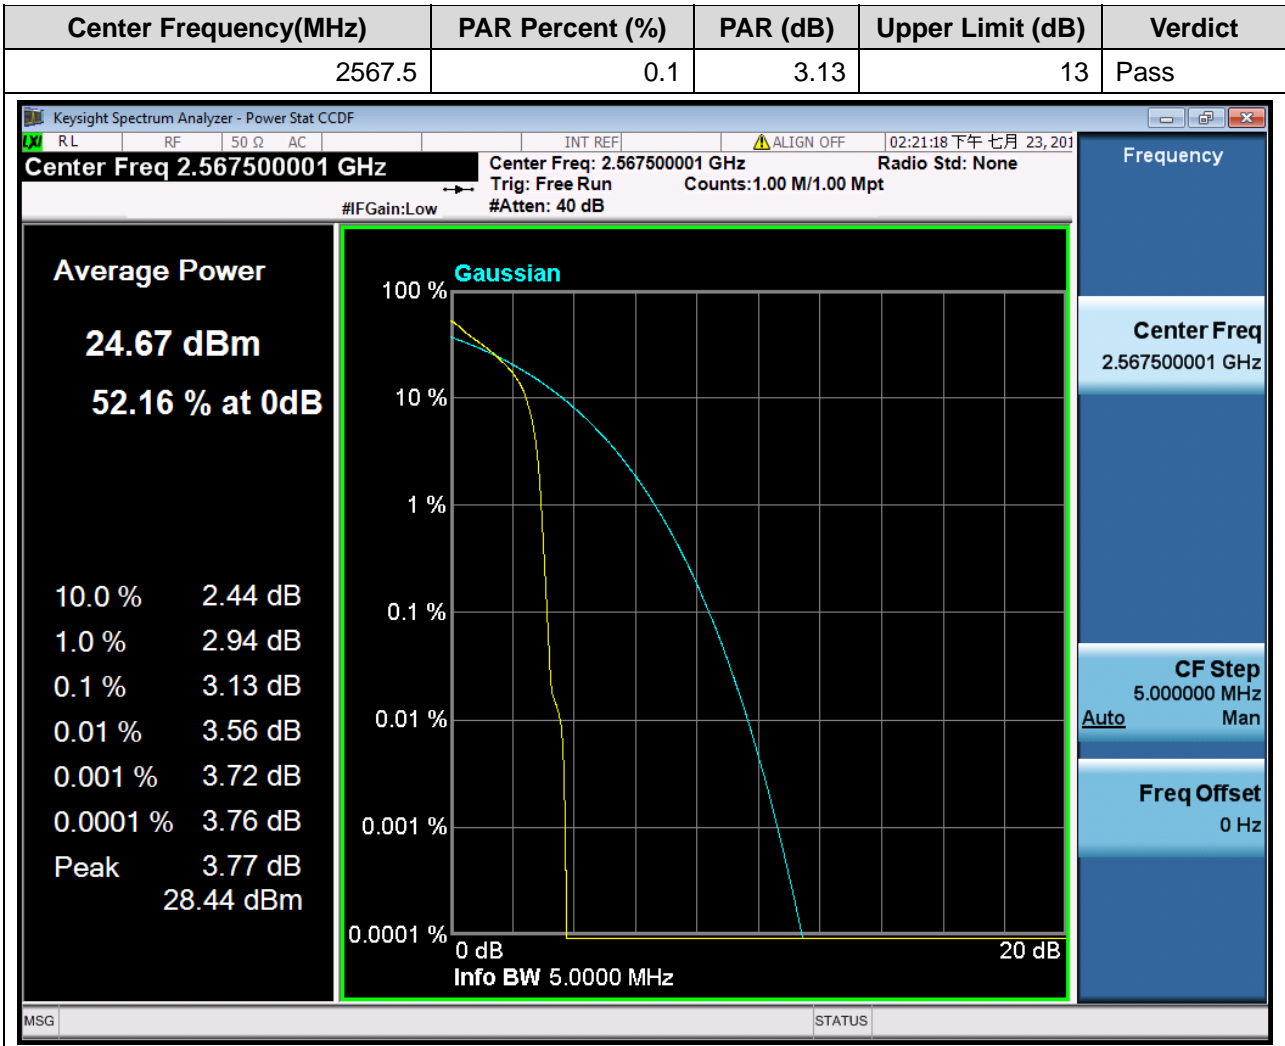 Center Frequency(MHz) PAR Percent (%) PAR (dB) Upper Limit (dB) Verdict
2567.5 0.1 3.13 13 Pass
Keysight Spectrum Analyzer - Power Stat CCDF
LXI RL RF 50 Ω AC INT REF ALIGN OFF 02:21:18 下午 七月 23, 201
Center Freq 2.567500001 GHz
Center Freq: 2.567500001 GHz Radio Std: None
Trig: Free Run Counts:1.00 M/1.00 Mpt
#IFGain:Low #Atten: 40 dB
Frequency
Average Power
24.67 dBm
52.16 % at 0dB
10.0 % 2.44 dB
1.0 % 2.94 dB
0.1 % 3.13 dB
0.01 % 3.56 dB
0.001 % 3.72 dB
0.0001 % 3.76 dB
Peak 3.77 dB
28.44 dBm
Gaussian
100 %
10 %
1 %
0.1 %
0.01 %
0.001 %
0.0001 %
0 dB 20 dB
Info BW 5.0000 MHz
Center Freq
2.567500001 GHz
CF Step
5.000000 MHz
Auto Man
Freq Offset
0 Hz
MSG STATUS